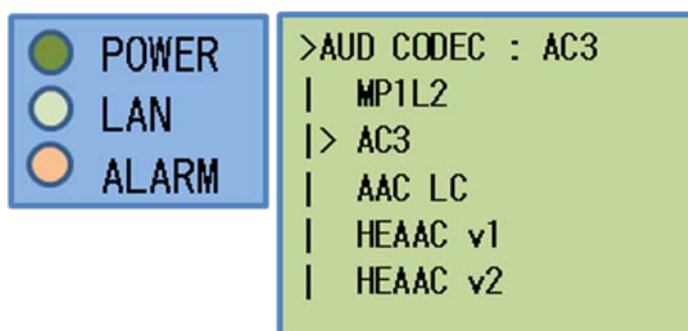 POWER
LAN
ALARM
>AUD CODEC : AC3
| MP1L2
|> AC3
| AAC LC
| HEAAC v1
| HEAAC v2